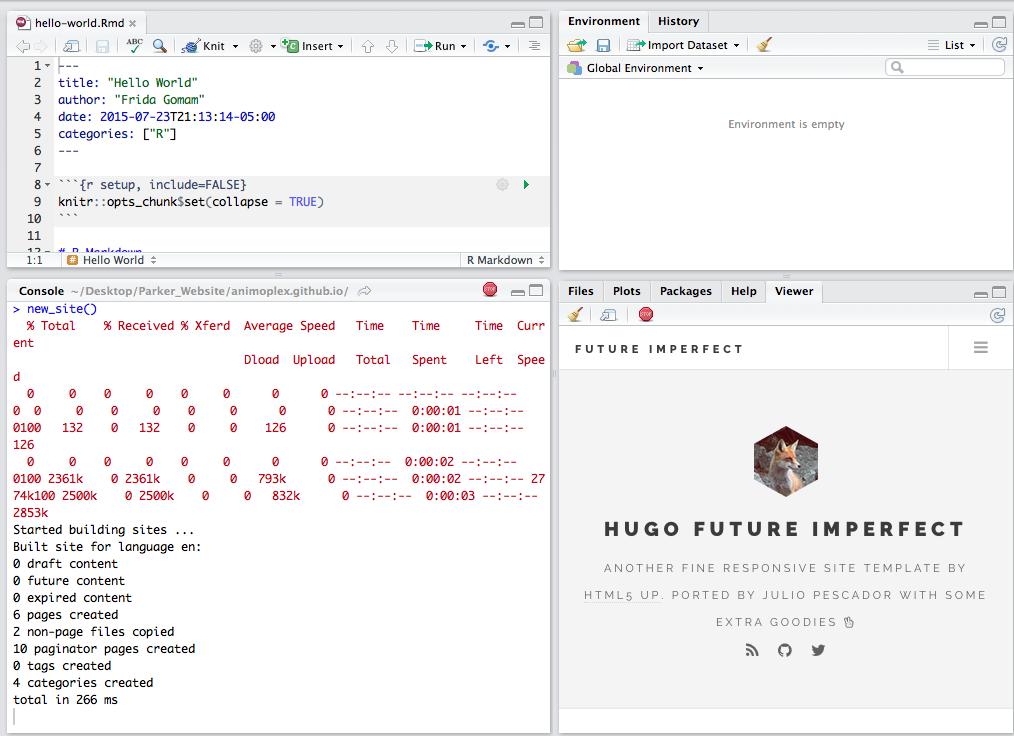 hello-world.Rmd
ABC Knit Insert Run
1 ---
2 title: "Hello World"
3 author: "Frida Gomam"
4 date: 2015-07-23T21:13:14-05:00
5 categories: ["R"]
6 ---
7
8 ```{r setup, include=FALSE}
9 knitr::opts_chunk$set(collapse = TRUE)
10 ```
11
12 # R Markdown
1:1 # Hello World R Markdown
Console ~/Desktop/Parker_Website/animoplex.github.io/ STOP
> new_site()
% Total % Received % Xferd Average Speed Time Time Time Curr
ent
Dload Upload Total Spent Left Spee
d
0 0 0 0 0 0 0 0 --:--:-- --:--:-- --:--:--
0 0 0 0 0 0 0 0 0 --:--:-- 0:00:01 --:--:--
0100 132 0 132 0 0 126 0 --:--:-- 0:00:01 --:--:--
126
0 0 0 0 0 0 0 0 --:--:-- 0:00:02 --:--:--
0100 2361k 0 2361k 0 0 793k 0 --:--:-- 0:00:02 --:--:-- 27
74k100 2500k 0 2500k 0 0 832k 0 --:--:-- 0:00:03 --:--:--
2853k
Started building sites ...
Built site for language en:
0 draft content
0 future content
0 expired content
6 pages created
2 non-page files copied
10 paginator pages created
0 tags created
4 categories created
total in 266 ms
Environment History
Import Dataset List
Global Environment
Environment is empty
Files Plots Packages Help Viewer
STOP
FUTURE IMPERFECT
HUGO FUTURE IMPERFECT
ANOTHER FINE RESPONSIVE SITE TEMPLATE BY
HTML5 UP. PORTED BY JULIO PESCADOR WITH SOME
EXTRA GOODIES